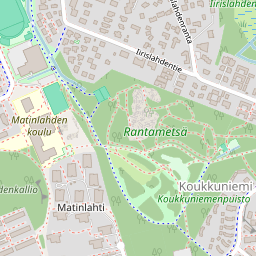 Iirislahdenranta
Iirislahden
Iirislahdentie
Matinlahden
koulu
Rantametsä
Koukkuniemi
Koukkuniemenpuisto
denkallio
Matinlahti